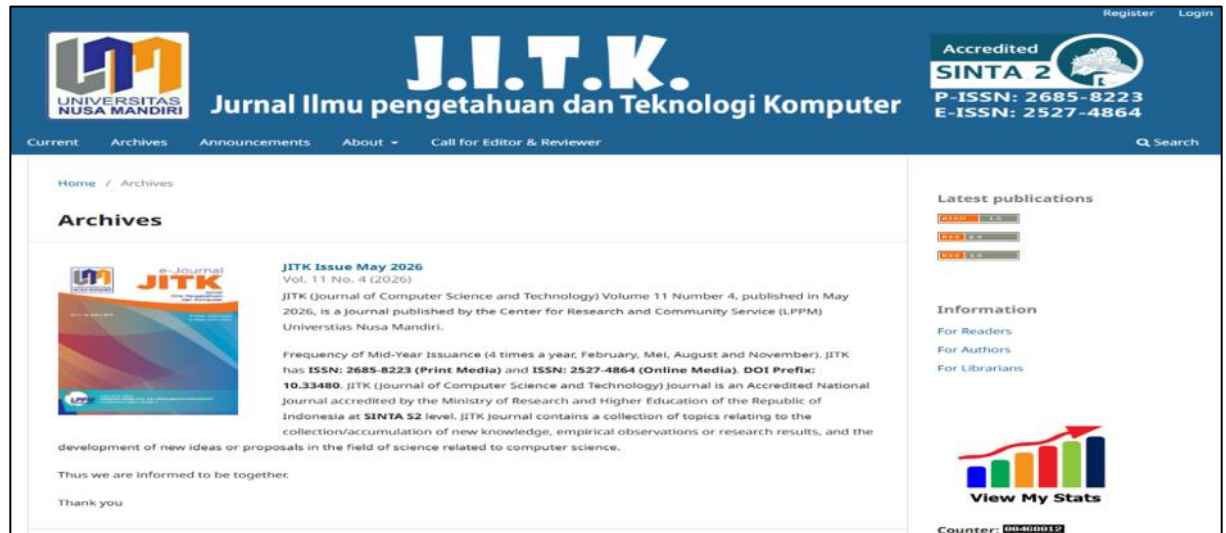 Register Login
J.I.T.K.
Jurnal Ilmu pengetahuan dan Teknologi Komputer
UNIVERSITAS
NUSA MANDIRI
Accredited
SINTA 2
P-ISSN: 2685-8223
E-ISSN: 2527-4864
Current Archives Announcements About Call for Editor & Reviewer Search
Home / Archives
Archives
e-Journal
JITK
JITK Issue May 2026
Vol. 11 No. 4 (2026)
JITK (Journal of Computer Science and Technology) Volume 11 Number 4, published in May
2026, is a Journal published by the Center for Research and Community Service (LPPM)
Universtias Nusa Mandiri.
Frequency of Mid-Year Issuance (4 times a year, February, Mei, August and November). JITK
has ISSN: 2685-8223 (Print Media) and ISSN: 2527-4864 (Online Media). DOI Prefix:
10.33480. JITK (Journal of Computer Science and Technology) Journal is an Accredited National
Journal accredited by the Ministry of Research and Higher Education of the Republic of
Indonesia at SINTA S2 level. JITK Journal contains a collection of topics relating to the
collection/accumulation of new knowledge, empirical observations or research results, and the
development of new ideas or proposals in the field of science related to computer science.
Thus we are informed to be together.
Thank you
Latest publications
ATOM 1.0
Information
For Readers
For Authors
For Librarians
View My Stats
Counter: